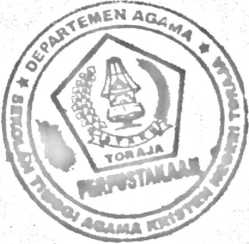 ★ DEPARTEMEN AGAMA ★
SEKOLAH TINGGI AGAMA KRISTEN NEGERI TORAJA
TORAJA
PERPUSTAKAAN